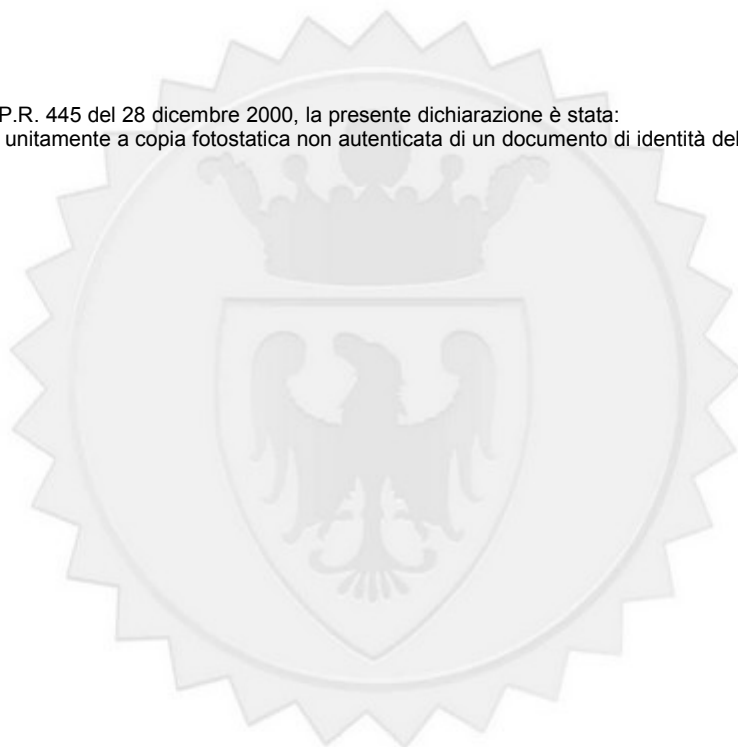 P.R. 445 del 28 dicembre 2000, la presente dichiarazione è stata:
unitamente a copia fotostatica non autenticata di un documento di identità del